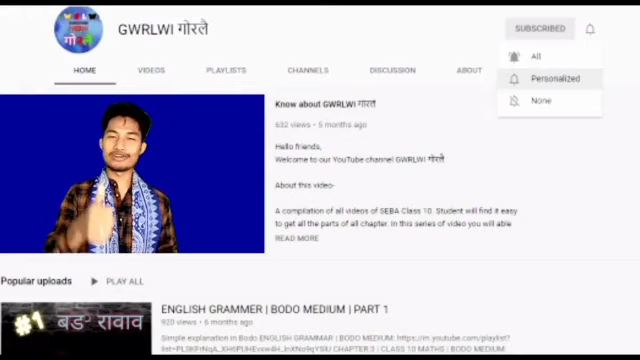 गोरलै
GWRLWI गोरलै
SUBSCRIBED
All
Personalized
None
HOME
VIDEOS
PLAYLISTS
CHANNELS
DISCUSSION
ABOUT
Know about GWRLWI गोरलै
632 views • 5 months ago
Hello friends,
Welcome to our YouTube channel GWRLWI गोरलै
About this video-
A compilation of all videos of SEBA Class 10. Student will find it easy
to get all the parts of all chapter. In this series of video you will able
READ MORE
Popular uploads
PLAY ALL
#1 बड' रावाव
ENGLISH GRAMMER | BODO MEDIUM | PART 1
920 views • 6 months ago
Simple explanation in Bodo ENGLISH GRAMMAR | BODO MEDIUM: https://m.youtube.com/playlist?
CHAPTER 3 | CLASS 10 MATHS | BODO MEDIUM: